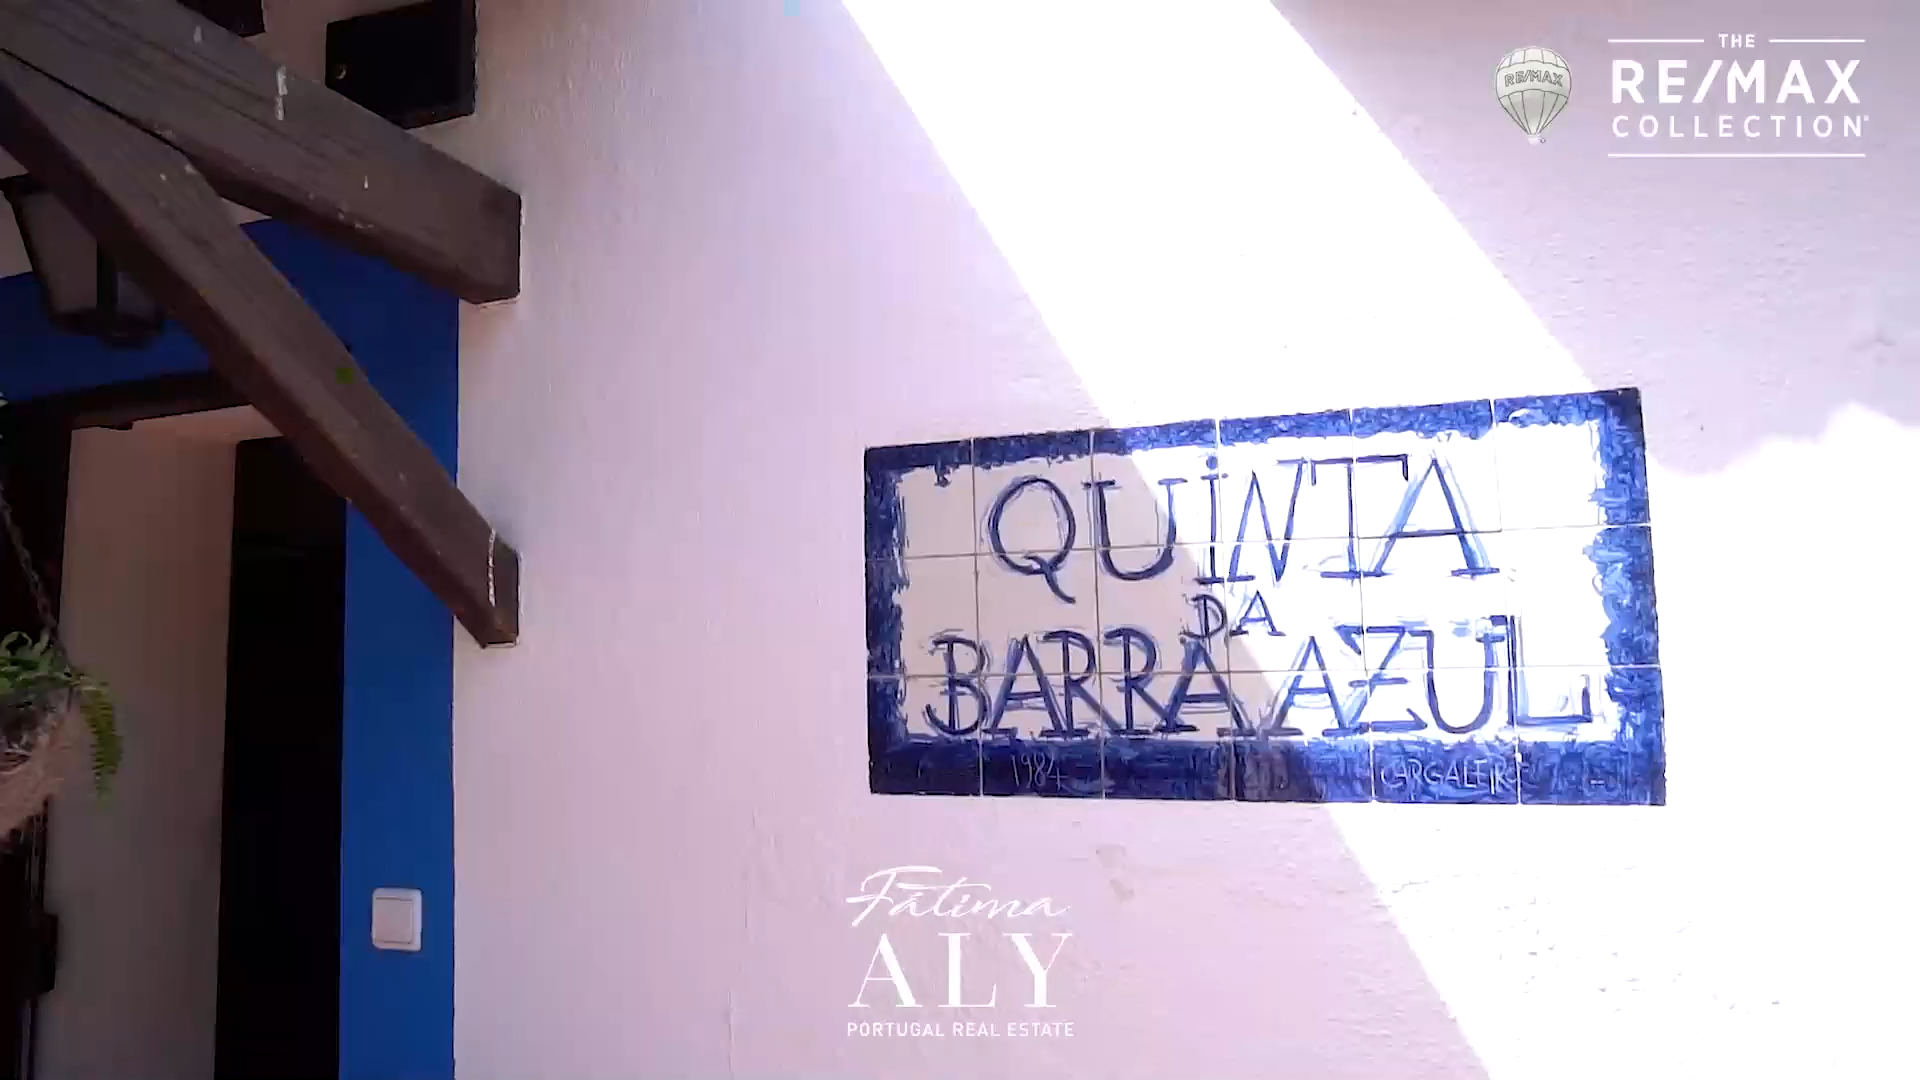 THE
RE/MAX
RE/MAX
COLLECTION
QUINTA
DA
BARRA AZUL
1984
Fátima
ALY
PORTUGAL REAL ESTATE